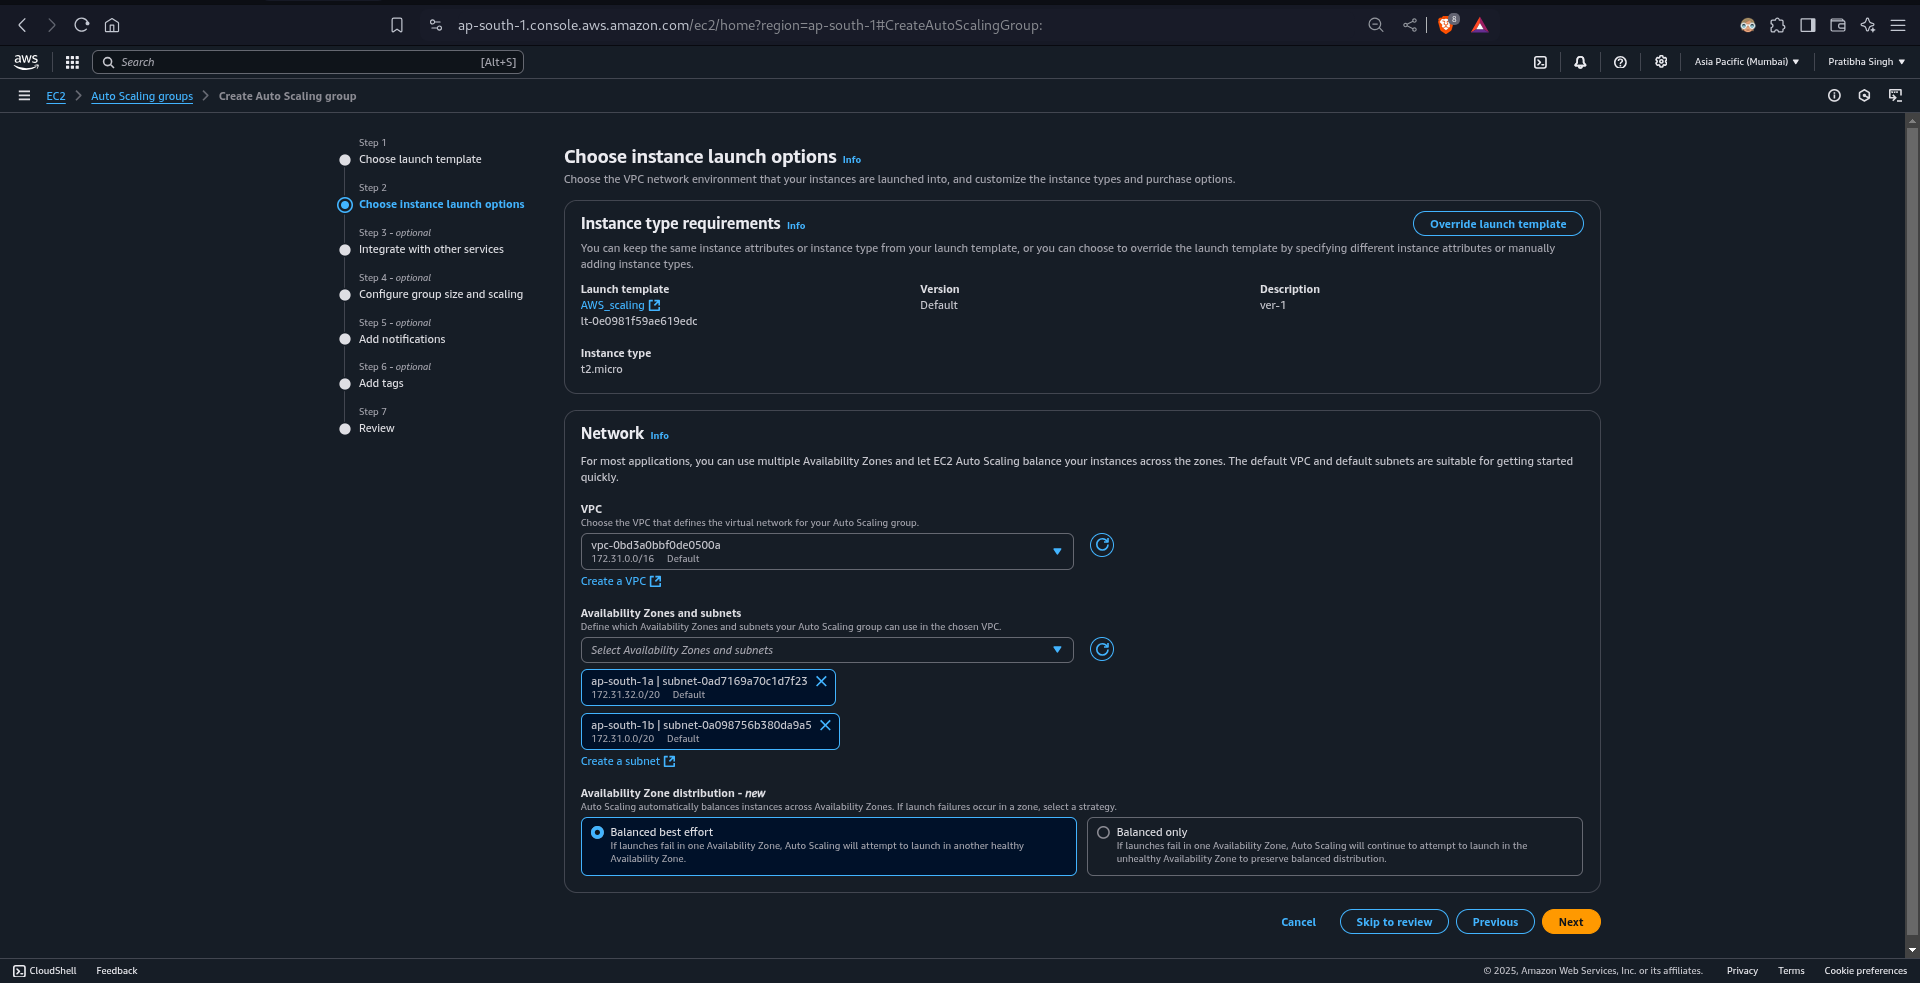 ap-south-1.console.aws.amazon.com/ec2/home?region=ap-south-1#CreateAutoScalingGroup:
8
aws
Search
[Alt+S]
Asia Pacific (Mumbai)
Pratibha Singh
EC2
Auto Scaling groups
Create Auto Scaling group
Step 1
Choose launch template
Step 2
Choose instance launch options
Step 3 - optional
Integrate with other services
Step 4 - optional
Configure group size and scaling
Step 5 - optional
Add notifications
Step 6 - optional
Add tags
Step 7
Review
Choose instance launch options Info
Choose the VPC network environment that your instances are launched into, and customize the instance types and purchase options.
Instance type requirements Info
Override launch template
You can keep the same instance attributes or instance type from your launch template, or you can choose to override the launch template by specifying different instance attributes or manually
adding instance types.
Launch template
AWS_scaling
lt-0e0981f59ae619edc
Version
Default
Description
ver-1
Instance type
t2.micro
Network Info
For most applications, you can use multiple Availability Zones and let EC2 Auto Scaling balance your instances across the zones. The default VPC and default subnets are suitable for getting started
quickly.
VPC
Choose the VPC that defines the virtual network for your Auto Scaling group.
vpc-0bd3a0bbf0de0500a
172.31.0.0/16 Default
Create a VPC
Availability Zones and subnets
Define which Availability Zones and subnets your Auto Scaling group can use in the chosen VPC.
Select Availability Zones and subnets
ap-south-1a | subnet-0ad7169a70c1d7f23
172.31.32.0/20 Default
ap-south-1b | subnet-0a098756b380da9a5
172.31.0.0/20 Default
Create a subnet
Availability Zone distribution - new
Auto Scaling automatically balances instances across Availability Zones. If launch failures occur in a zone, select a strategy.
Balanced best effort
If launches fail in one Availability Zone, Auto Scaling will attempt to launch in another healthy
Availability Zone.
Balanced only
If launches fail in one Availability Zone, Auto Scaling will continue to attempt to launch in the
unhealthy Availability Zone to preserve balanced distribution.
Cancel
Skip to review
Previous
Next
CloudShell
Feedback
© 2025, Amazon Web Services, Inc. or its affiliates.
Privacy
Terms
Cookie preferences